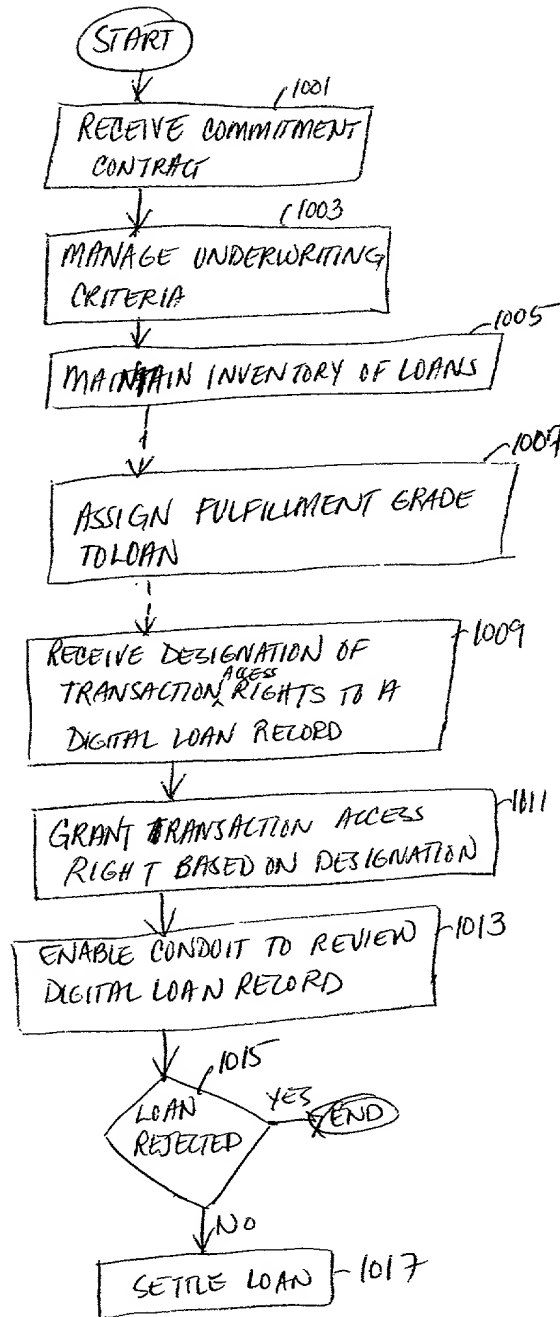 START
1001
RECEIVE COMMITMENT
CONTRACT
1003
MANAGE UNDERWRITING
CRITERIA
1005
MAINTAIN INVENTORY OF LOANS
1007
ASSIGN FULFILLMENT GRADE
TO LOAN
1009
RECEIVE DESIGNATION OF
TRANSACTION ACCESS RIGHTS TO A
DIGITAL LOAN RECORD
1011
GRANT TRANSACTION ACCESS
RIGHT BASED ON DESIGNATION
1013
ENABLE CONDUIT TO REVIEW
DIGITAL LOAN RECORD
1015
LOAN
REJECTED
YES
END
NO
SETTLE LOAN
1017